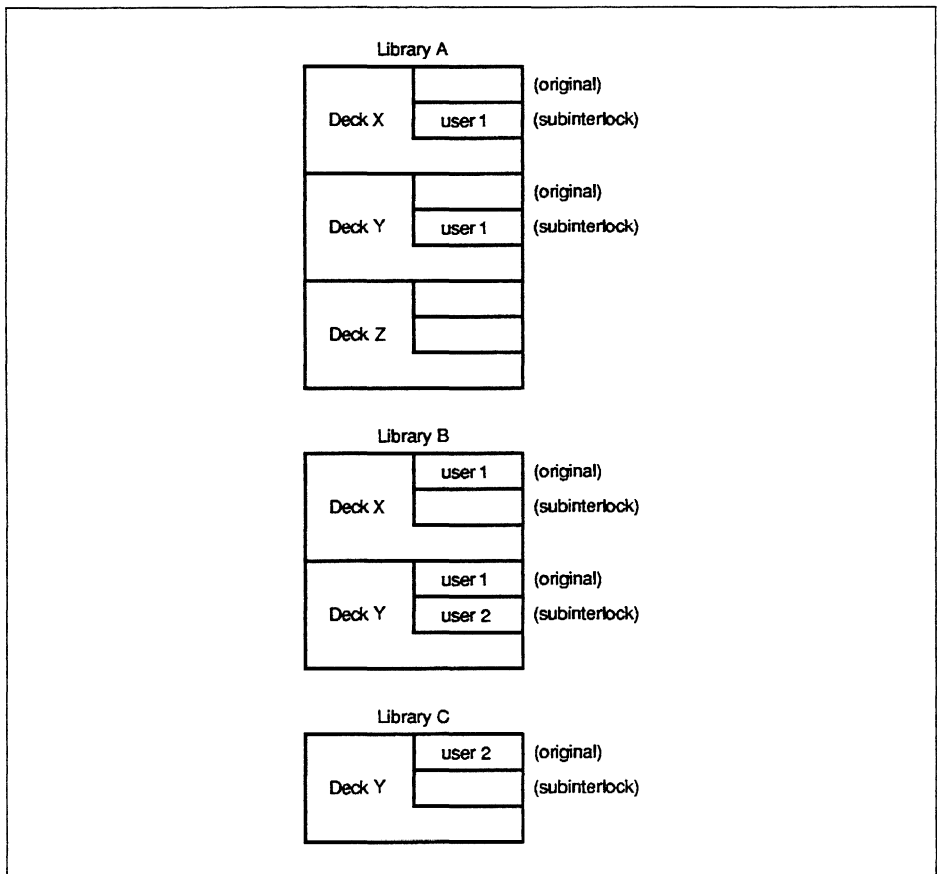 Library A
(original)
Deck X user 1 (subinterlock)
(original)
Deck Y user 1 (subinterlock)
Deck Z
Library B
user 1 (original)
Deck X (subinterlock)
user 1 (original)
Deck Y user 2 (subinterlock)
Library C
user 2 (original)
Deck Y (subinterlock)